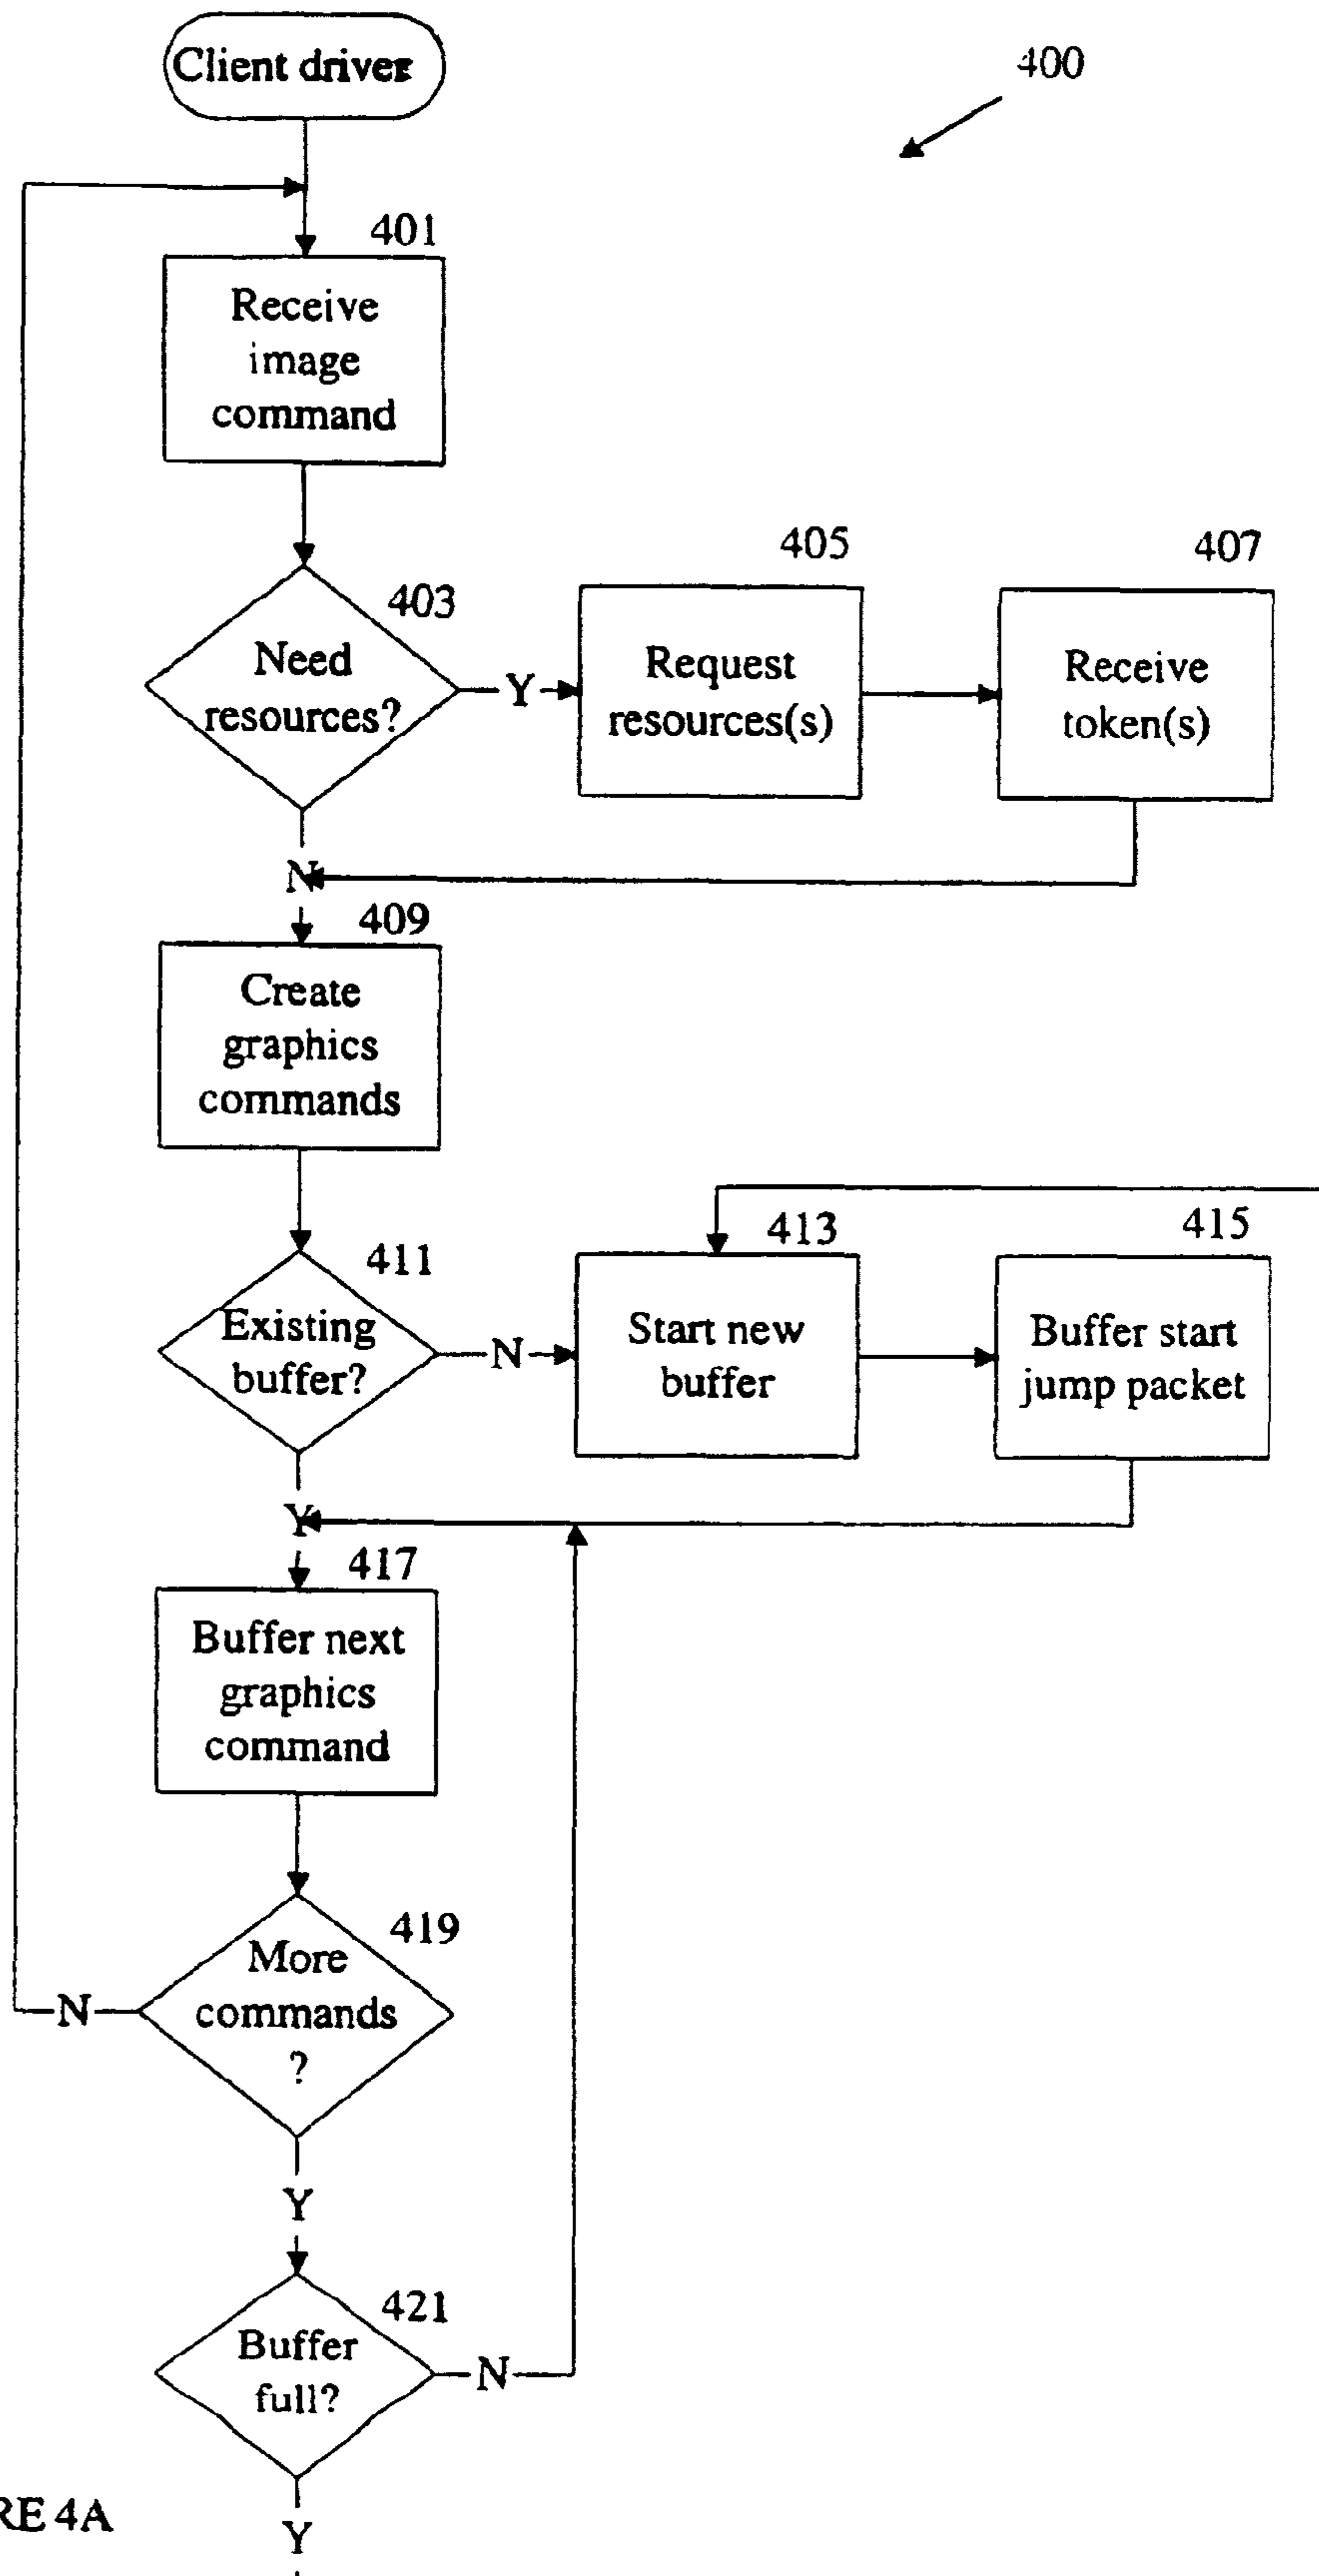 Client driver
400
401
Receive
image
command
403
Need
resources?
Y
405
Request
resources(s)
407
Receive
token(s)
N
409
Create
graphics
commands
411
Existing
buffer?
N
413
Start new
buffer
415
Buffer start
jump packet
Y
417
Buffer next
graphics
command
419
More
commands
?
N
Y
421
Buffer
full?
N
RE 4A
Y